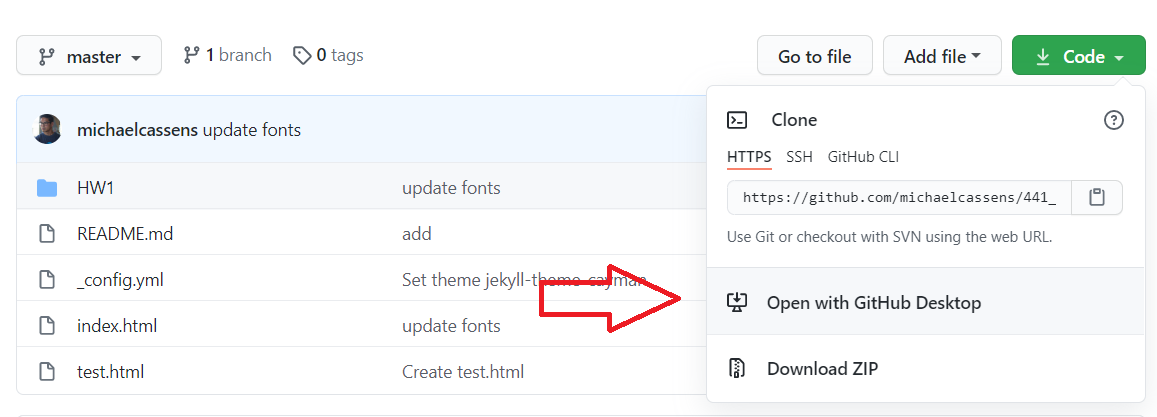 master 1 branch 0 tags Go to file Add file Code
michaelcassens update fonts
HW1 update fonts
README.md add
_config.yml Set theme jekyll-theme-cayman
index.html update fonts
test.html Create test.html
Clone
HTTPS SSH GitHub CLI
https://github.com/michaelcassens/441_
Use Git or checkout with SVN using the web URL.
Open with GitHub Desktop
Download ZIP